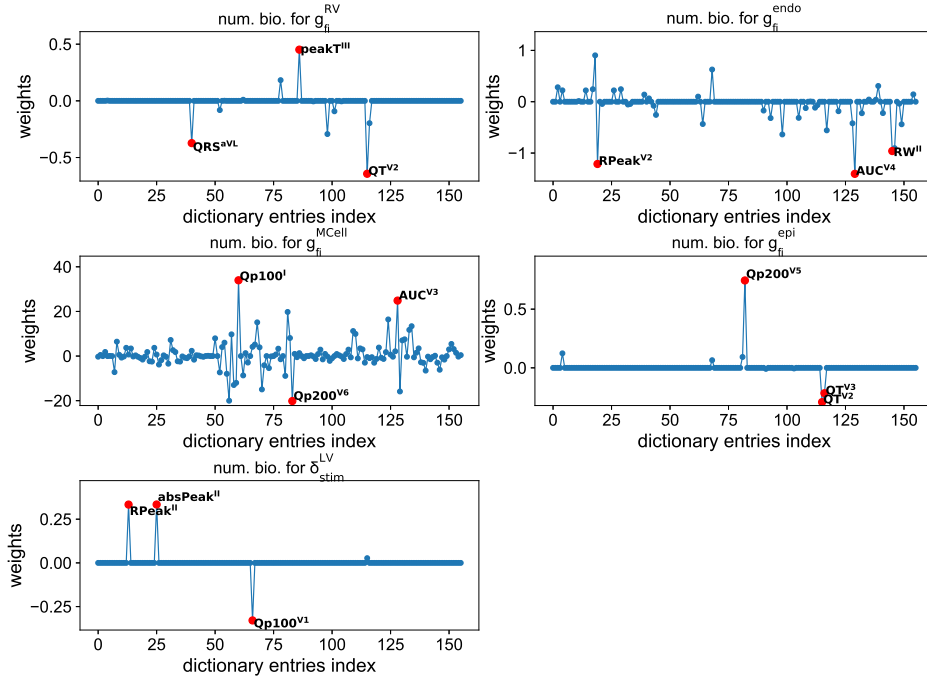 num. bio. for g_fi^RV
weights
0.5
0.0
−0.5
peakT^III
QRS^aVL
QT^V2
0 25 50 75 100 125 150
dictionary entries index
num. bio. for g_fi^endo
weights
1
0
−1
RPeak^V2
AUC^V4
RW^II
0 25 50 75 100 125 150
dictionary entries index
num. bio. for g_fi^MCell
weights
40
20
0
−20
Qp100^I
AUC^V3
Qp200^V6
0 25 50 75 100 125 150
dictionary entries index
num. bio. for g_fi^epi
weights
0.5
0.0
Qp200^V5
QT^V3
QT^V2
0 25 50 75 100 125 150
dictionary entries index
num. bio. for δ_stim^LV
weights
0.25
0.00
−0.25
absPeak^II
RPeak^II
Qp100^V1
0 25 50 75 100 125 150
dictionary entries index